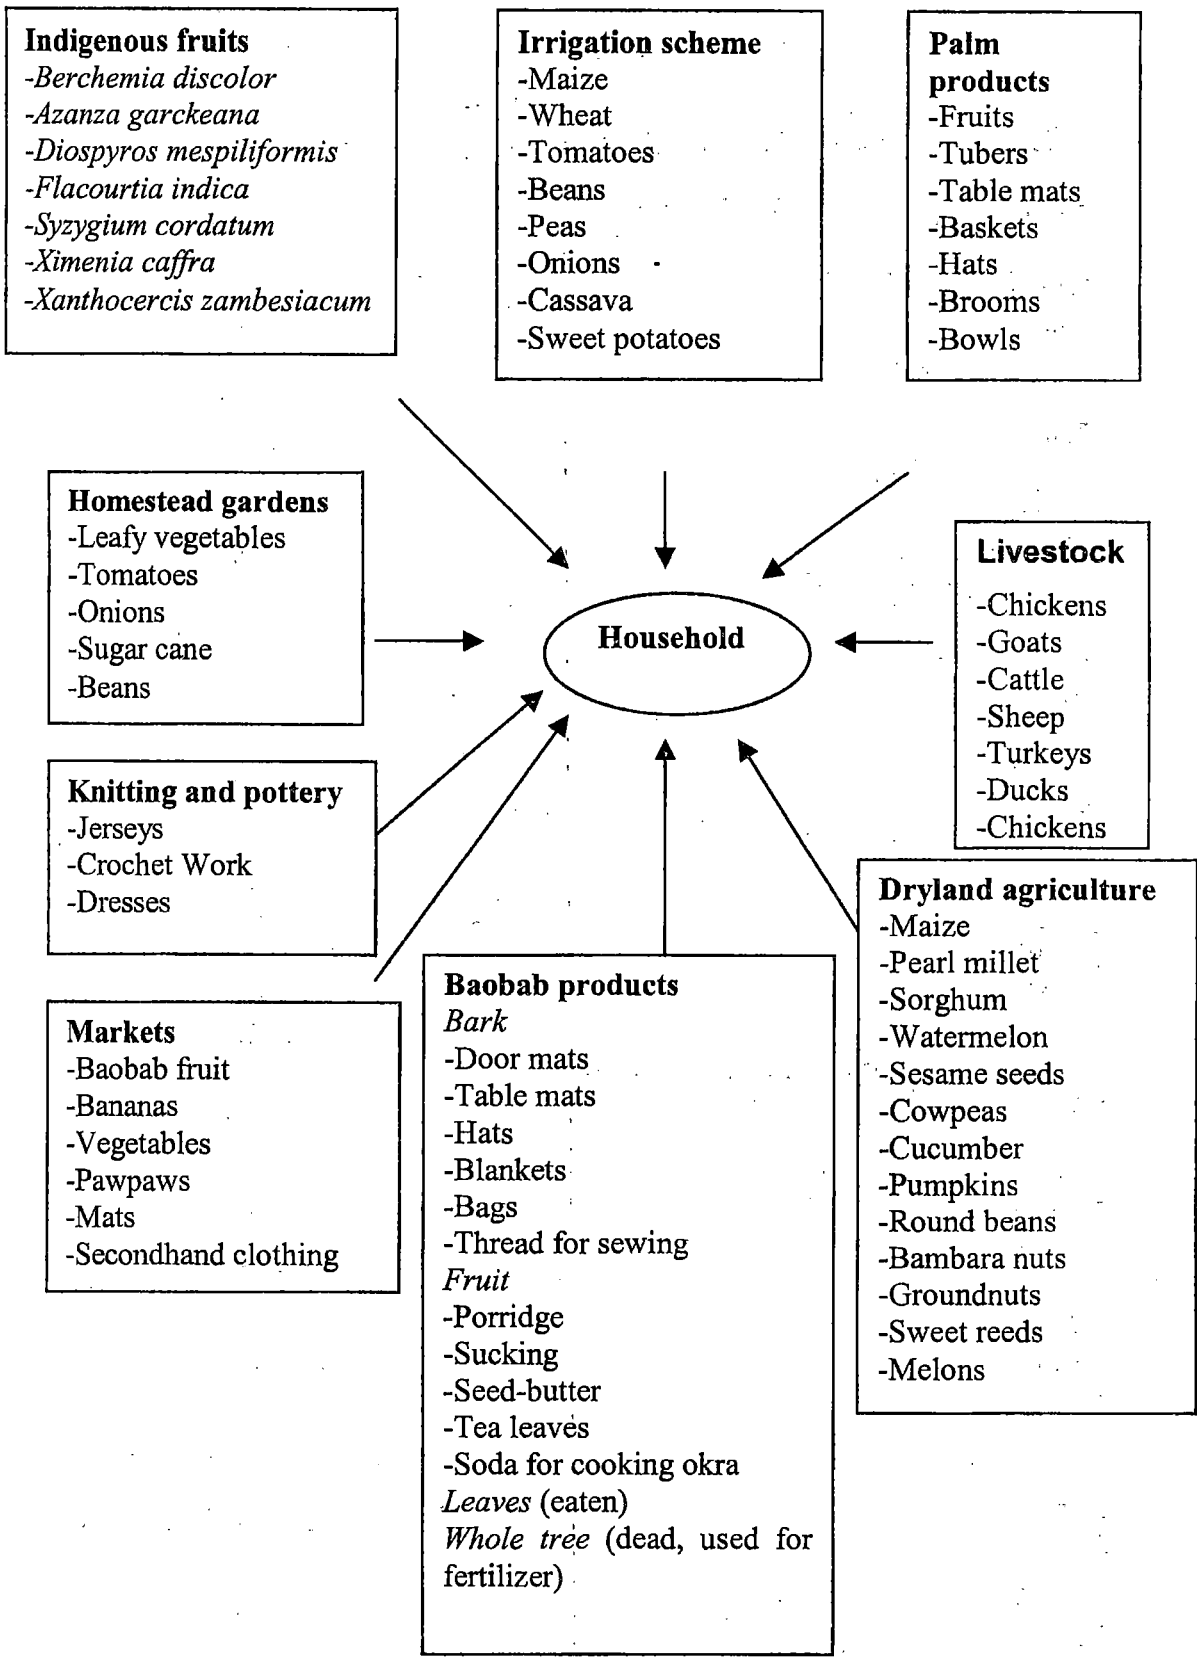 Indigenous fruits
-Berchemia discolor
-Azanza garckeana
-Diospyros mespiliformis
-Flacourtia indica
-Syzygium cordatum
-Ximenia caffra
-Xanthocercis zambesiacum
Irrigation scheme
-Maize
-Wheat
-Tomatoes
-Beans
-Peas
-Onions
-Cassava
-Sweet potatoes
Palm
products
-Fruits
-Tubers
-Table mats
-Baskets
-Hats
-Brooms
-Bowls
Homestead gardens
-Leafy vegetables
-Tomatoes
-Onions
-Sugar cane
-Beans
Household
Livestock
-Chickens
-Goats
-Cattle
-Sheep
-Turkeys
-Ducks
-Chickens
Knitting and pottery
-Jerseys
-Crochet Work
-Dresses
Markets
-Baobab fruit
-Bananas
-Vegetables
-Pawpaws
-Mats
-Secondhand clothing
Baobab products
Bark
-Door mats
-Table mats
-Hats
-Blankets
-Bags
-Thread for sewing
Fruit
-Porridge
-Sucking
-Seed-butter
-Tea leaves
-Soda for cooking okra
Leaves (eaten)
Whole tree (dead, used for
fertilizer)
Dryland agriculture
-Maize
-Pearl millet
-Sorghum
-Watermelon
-Sesame seeds
-Cowpeas
-Cucumber
-Pumpkins
-Round beans
-Bambara nuts
-Groundnuts
-Sweet reeds
-Melons